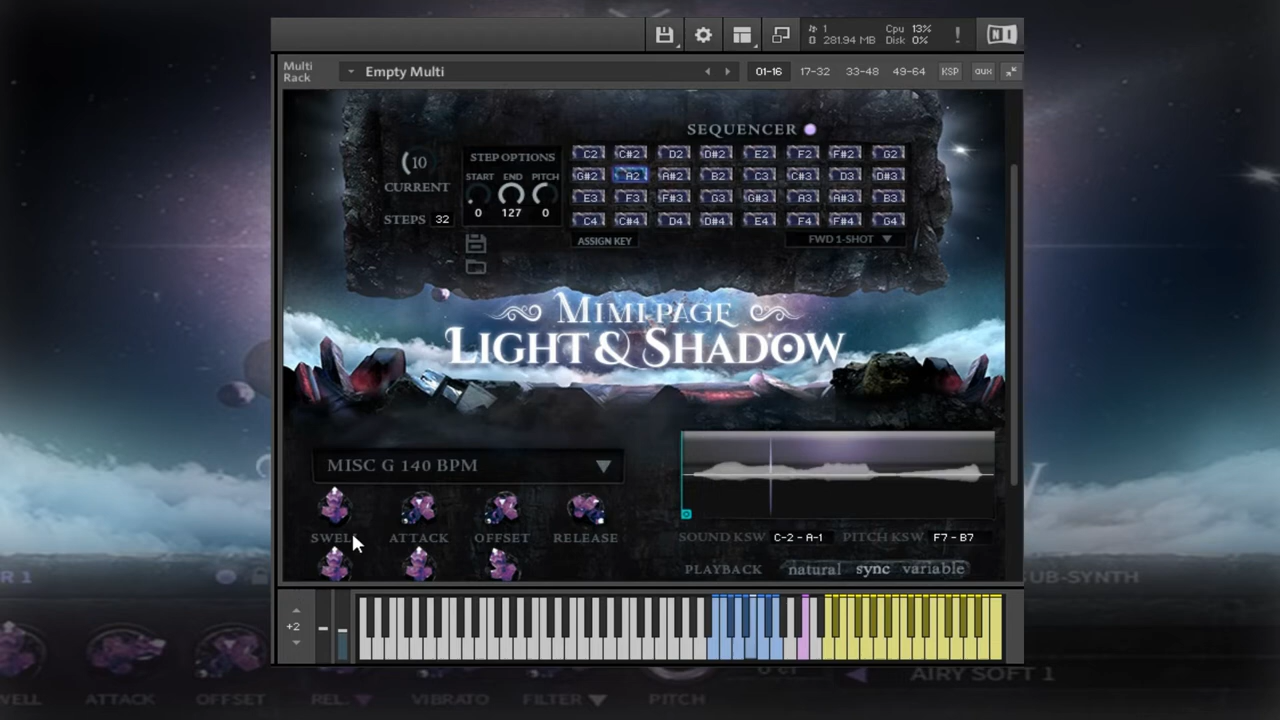 1
0 281.94 MB
Cpu 13%
Disk 0%
!
NI
Multi
Rack
Empty Multi
01-16 17-32 33-48 49-64 KSP aux
SEQUENCER
10
CURRENT
STEPS 32
STEP OPTIONS
START END PITCH
0 127 0
C2 C#2 D2 D#2 E2 F2 F#2 G2
G#2 A2 A#2 B2 C3 C#3 D3 D#3
E3 F3 F#3 G3 G#3 A3 A#3 B3
C4 C#4 D4 D#4 E4 F4 F#4 G4
ASSIGN KEY
FWD 1-SHOT
MIMI PAGE
LIGHT & SHADOW
MISC G 140 BPM
SWELL ATTACK OFFSET RELEASE
SOUND KSW C-2 - A-1 PITCH KSW F7 - B7
PLAYBACK natural sync variable
+2
R 1
UB-SYNTH
AIRY SOFT 1
WELL ATTACK OFFSET REL. VIBRATO FILTER PITCH